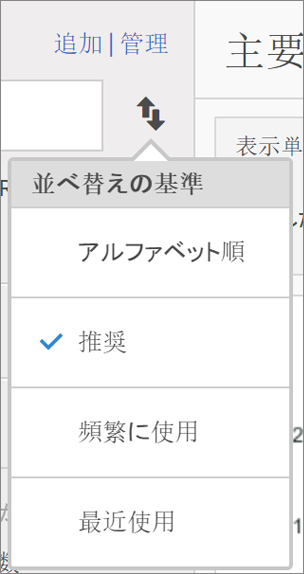 追加|管理
主要
表示単
並べ替えの基準
アルファベット順
推奨
頻繁に使用
最近使用
数